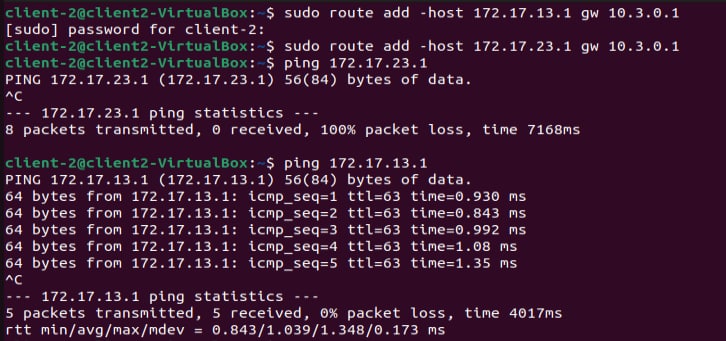 client-2@client2-VirtualBox:~$ sudo route add -host 172.17.13.1 gw 10.3.0.1
[sudo] password for client-2:
client-2@client2-VirtualBox:~$ sudo route add -host 172.17.23.1 gw 10.3.0.1
client-2@client2-VirtualBox:~$ ping 172.17.23.1
PING 172.17.23.1 (172.17.23.1) 56(84) bytes of data.
^C
--- 172.17.23.1 ping statistics ---
8 packets transmitted, 0 received, 100% packet loss, time 7168ms

client-2@client2-VirtualBox:~$ ping 172.17.13.1
PING 172.17.13.1 (172.17.13.1) 56(84) bytes of data.
64 bytes from 172.17.13.1: icmp_seq=1 ttl=63 time=0.930 ms
64 bytes from 172.17.13.1: icmp_seq=2 ttl=63 time=0.843 ms
64 bytes from 172.17.13.1: icmp_seq=3 ttl=63 time=0.992 ms
64 bytes from 172.17.13.1: icmp_seq=4 ttl=63 time=1.08 ms
64 bytes from 172.17.13.1: icmp_seq=5 ttl=63 time=1.35 ms
^C
--- 172.17.13.1 ping statistics ---
5 packets transmitted, 5 received, 0% packet loss, time 4017ms
rtt min/avg/max/mdev = 0.843/1.039/1.348/0.173 ms